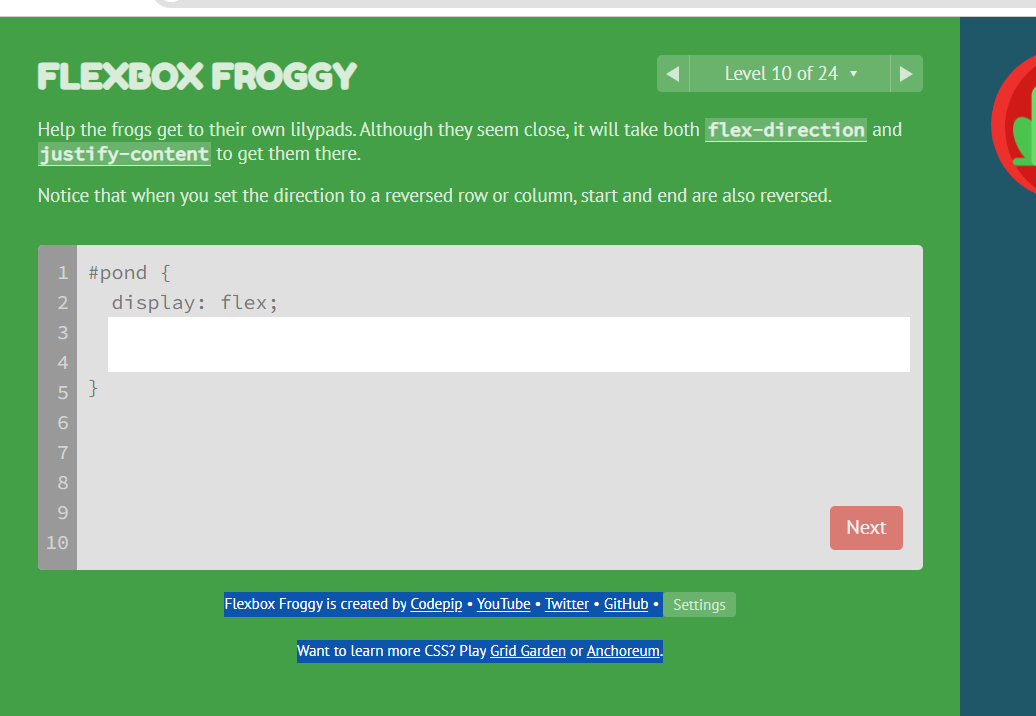 FLEXBOX FROGGY
Level 10 of 24
Help the frogs get to their own lilypads. Although they seem close, it will take both flex-direction and
justify-content to get them there.
Notice that when you set the direction to a reversed row or column, start and end are also reversed.
1 #pond {
2 display: flex;
3
4
5 }
6
7
8
9
10
Next
Flexbox Froggy is created by Codepip • YouTube • Twitter • GitHub • Settings
Want to learn more CSS? Play Grid Garden or Anchoreum.